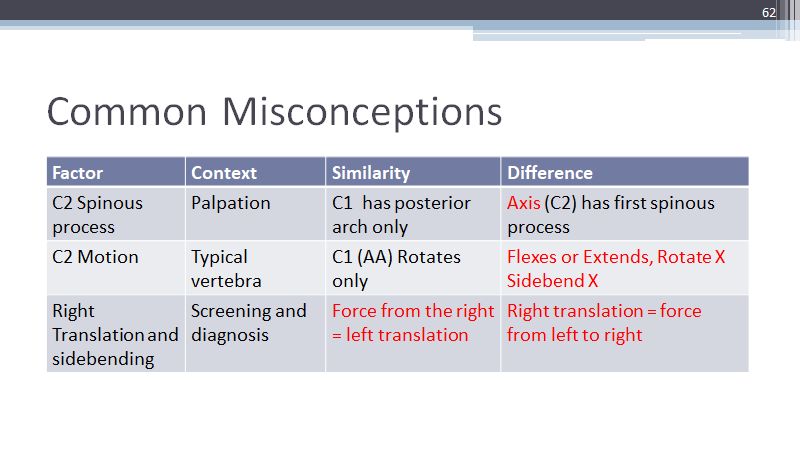 62
Common Misconceptions
Factor
Context
Similarity
Difference
C2 Spinous
process
Palpation
C1  has posterior
arch only
Axis (C2) has first spinous
process
C2 Motion
Typical
vertebra
C1 (AA) Rotates
only
Flexes or Extends, Rotate X
Sidebend X
Right
Translation and
sidebending
Screening and
diagnosis
Force from the right
= left translation
Right translation = force
from left to right